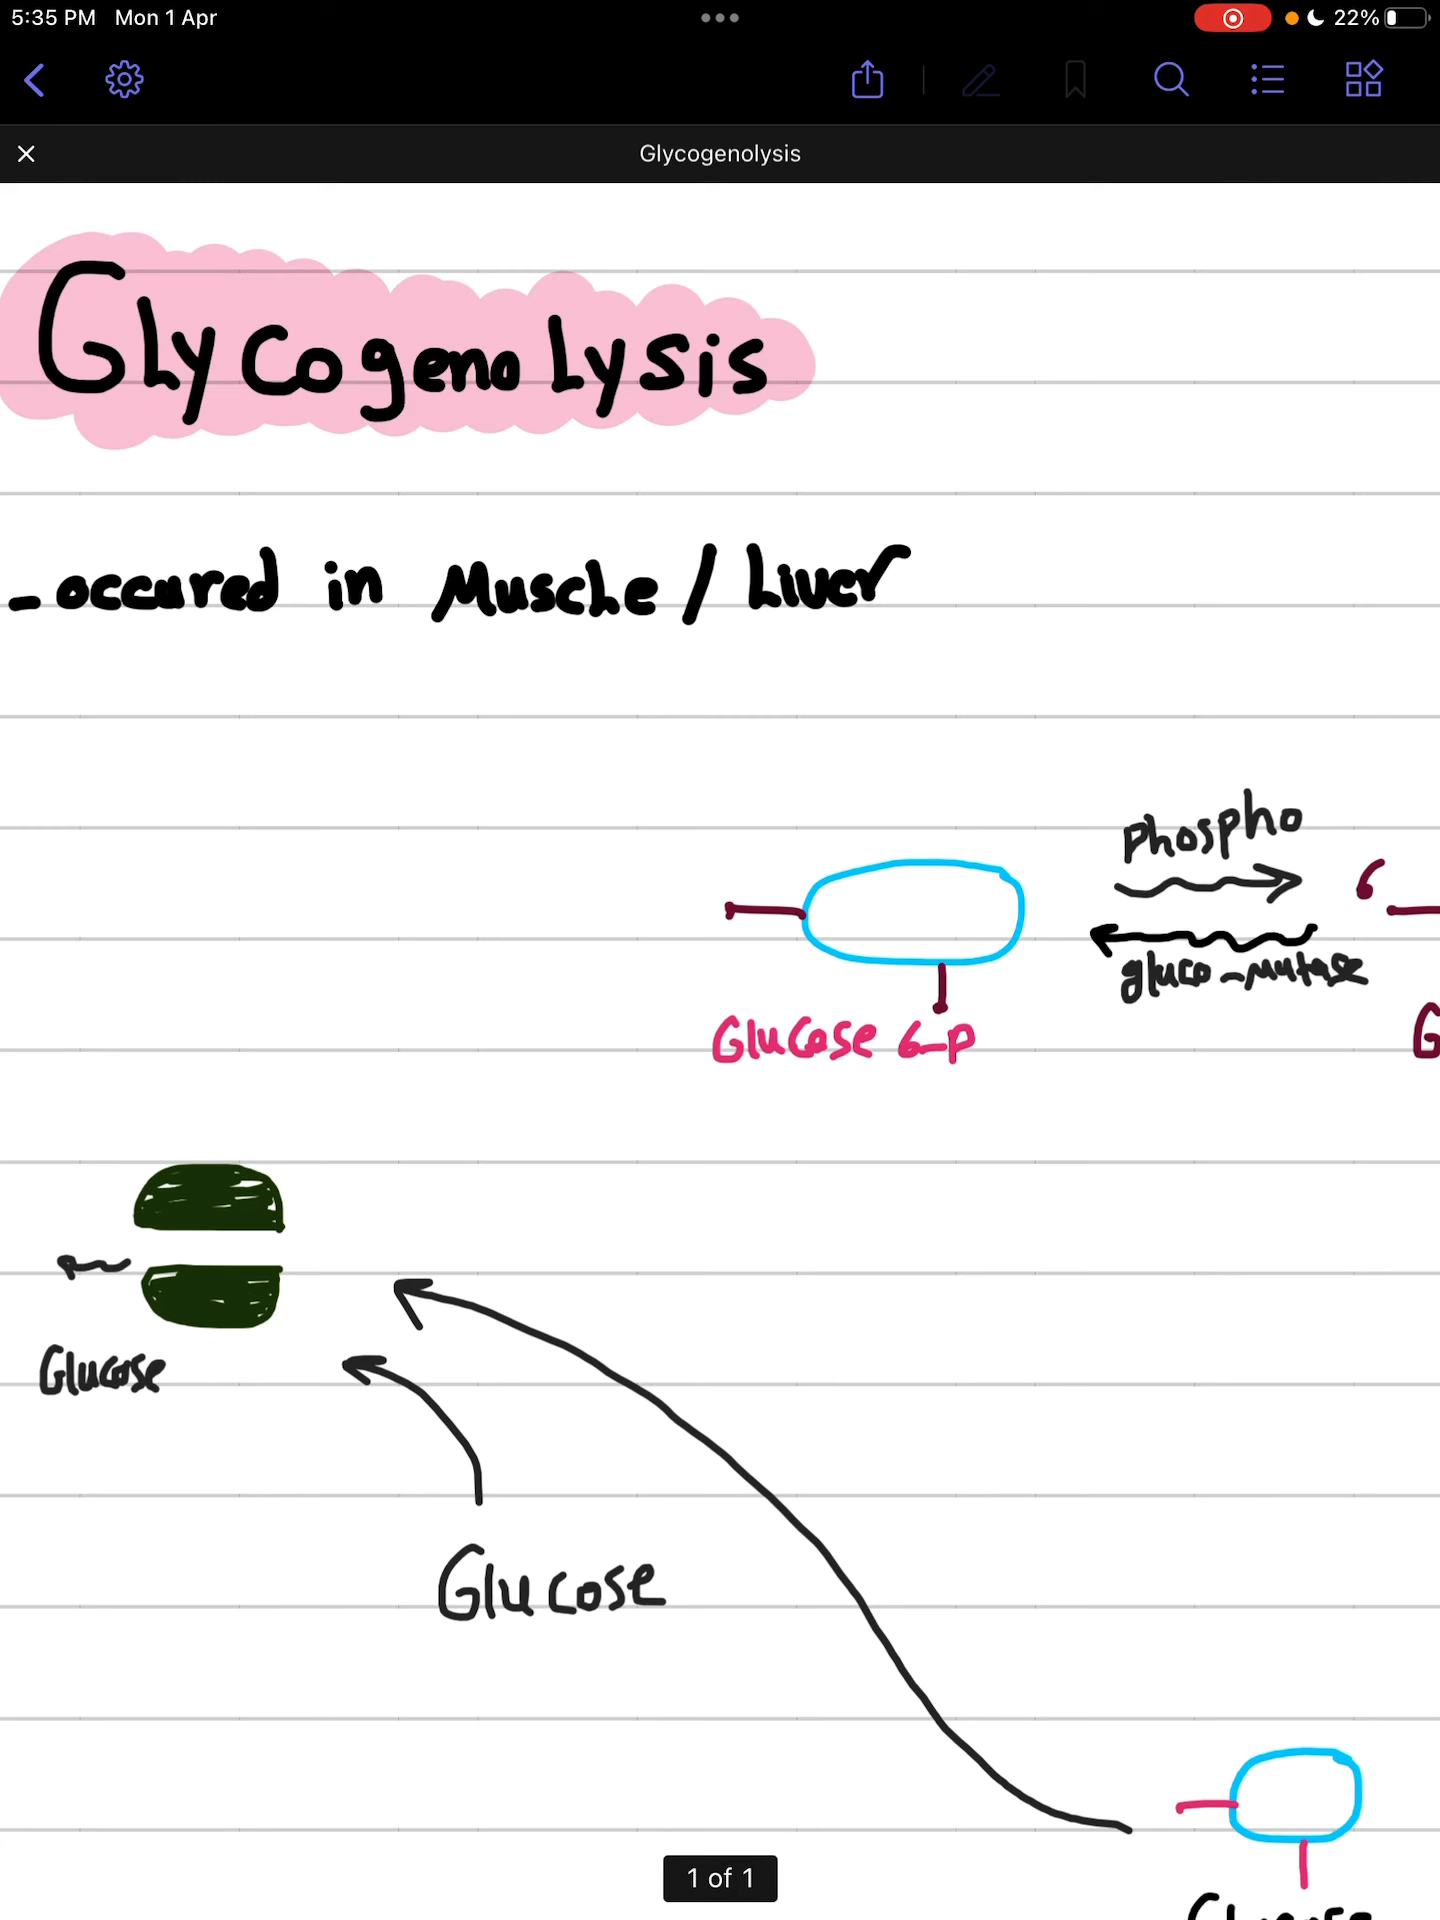 5:35 PM Mon 1 Apr
22%
Glycogenolysis
Glycogenolysis
- occured in Muscle / Liver
Phospho
6
gluco-mutase
Glucose 6-P
G
Glucose
Glucose
1 of 1